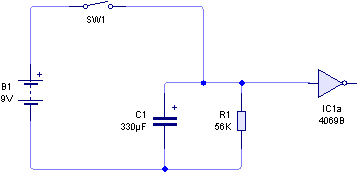 SW1
B1
+
9V
C1
+
330µF
R1
56K
IC1a
4069B